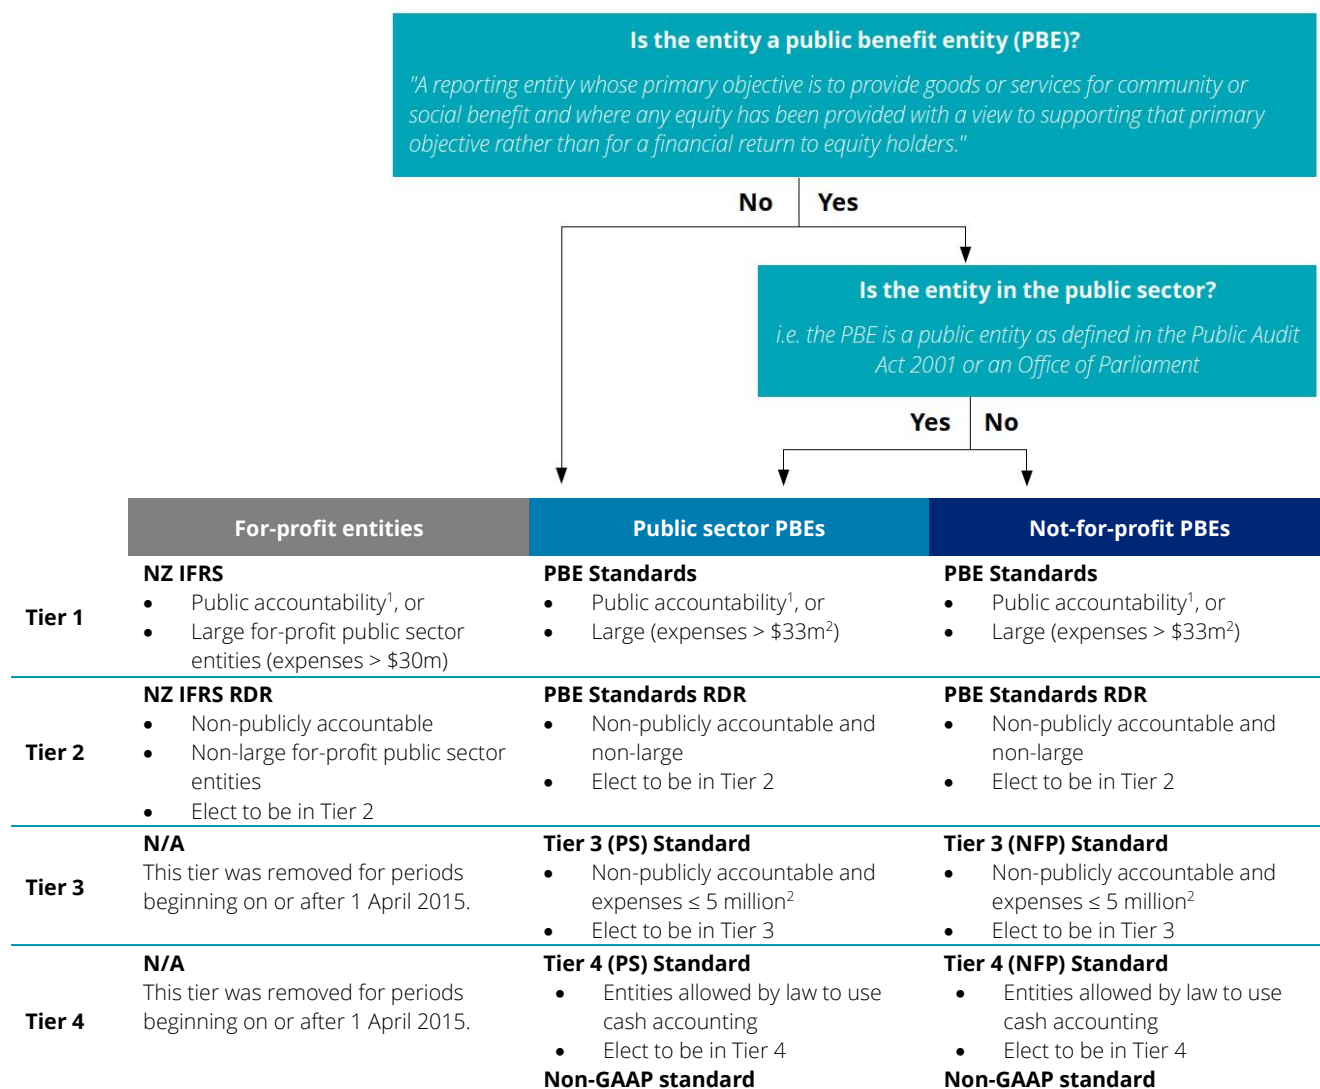 Is the entity a public benefit entity (PBE)?
"A reporting entity whose primary objective is to provide goods or services for community or
social benefit and where any equity has been provided with a view to supporting that primary
objective rather than for a financial return to equity holders."
No Yes
Is the entity in the public sector?
i.e. the PBE is a public entity as defined in the Public Audit
Act 2001 or an Office of Parliament
Yes No
For-profit entities
Public sector PBEs
Not-for-profit PBEs
Tier 1
NZ IFRS
• Public accountability¹, or
• Large for-profit public sector
entities (expenses > $30m)
PBE Standards
• Public accountability¹, or
• Large (expenses > $33m²)
PBE Standards
• Public accountability¹, or
• Large (expenses > $33m²)
Tier 2
NZ IFRS RDR
• Non-publicly accountable
• Non-large for-profit public sector
entities
• Elect to be in Tier 2
PBE Standards RDR
• Non-publicly accountable and
non-large
• Elect to be in Tier 2
PBE Standards RDR
• Non-publicly accountable and
non-large
• Elect to be in Tier 2
Tier 3
N/A
This tier was removed for periods
beginning on or after 1 April 2015.
Tier 3 (PS) Standard
• Non-publicly accountable and
expenses ≤ 5 million²
• Elect to be in Tier 3
Tier 3 (NFP) Standard
• Non-publicly accountable and
expenses ≤ 5 million²
• Elect to be in Tier 3
Tier 4
N/A
This tier was removed for periods
beginning on or after 1 April 2015.
Tier 4 (PS) Standard
• Entities allowed by law to use
cash accounting
• Elect to be in Tier 4
Non-GAAP standard
Tier 4 (NFP) Standard
• Entities allowed by law to use
cash accounting
• Elect to be in Tier 4
Non-GAAP standard